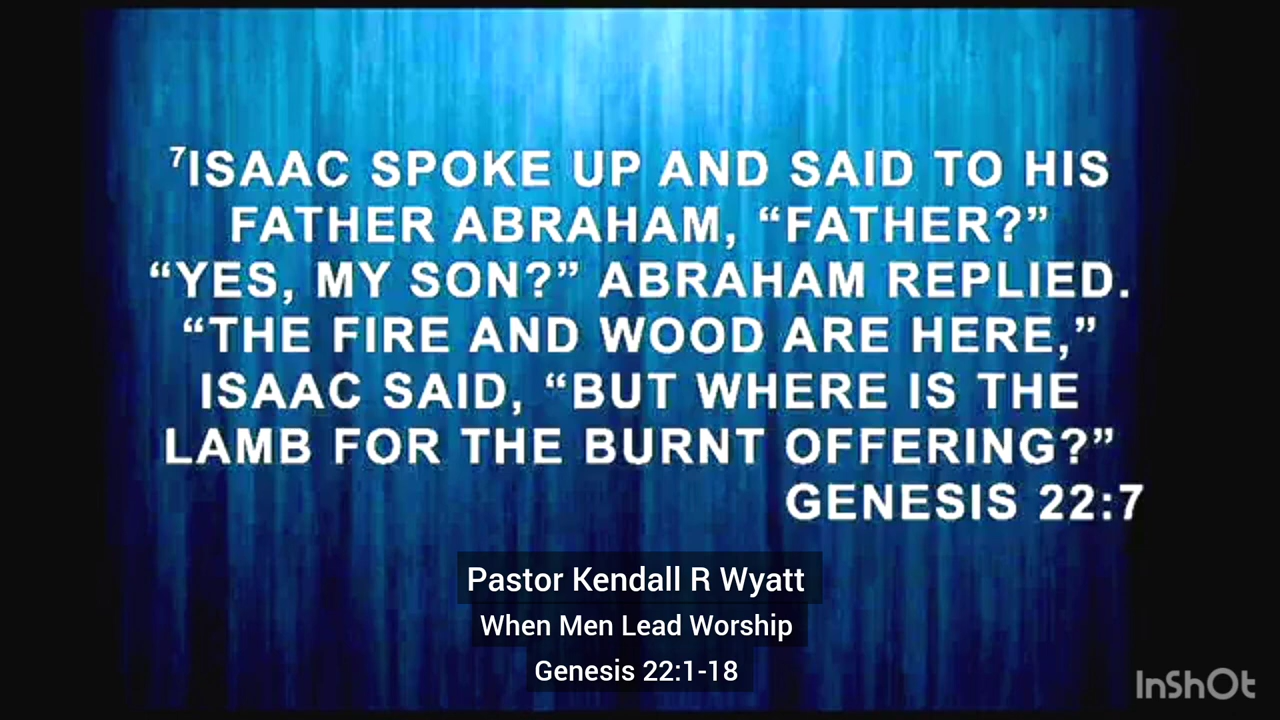 ⁷ISAAC SPOKE UP AND SAID TO HIS
FATHER ABRAHAM, “FATHER?”
“YES, MY SON?” ABRAHAM REPLIED.
“THE FIRE AND WOOD ARE HERE,”
ISAAC SAID, “BUT WHERE IS THE
LAMB FOR THE BURNT OFFERING?”
GENESIS 22:7
Pastor Kendall R Wyatt
When Men Lead Worship
Genesis 22:1-18
InShOt